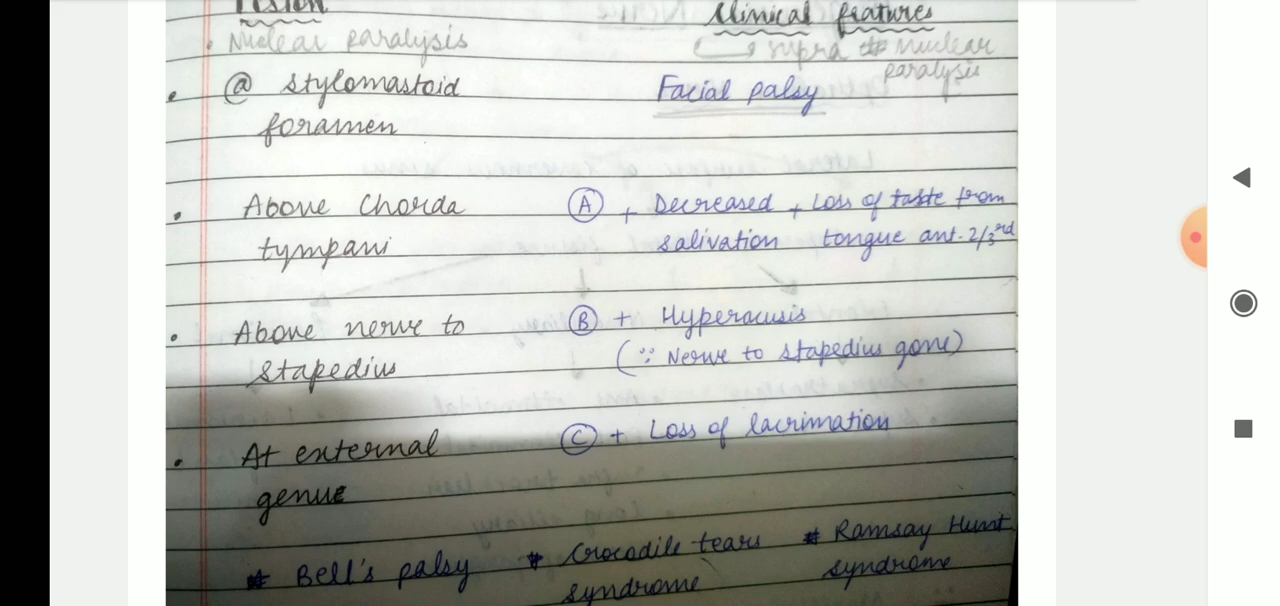 Lesion Clinical features
• Nuclear paralysis supra nuclear
paralysis
• @ stylomastoid Facial palsy
foramen
• Above Chorda Ⓐ + Decreased + Loss of taste from
tympani salivation tongue ant. 2/3rd
• Above nerve to Ⓑ + Hyperacusis
stapedius (∵ Nerve to stapedius gone)
• At external Ⓒ + Loss of lacrimation
genu
# Bell's palsy # Crocodile tears # Ramsay Hunt
syndrome syndrome